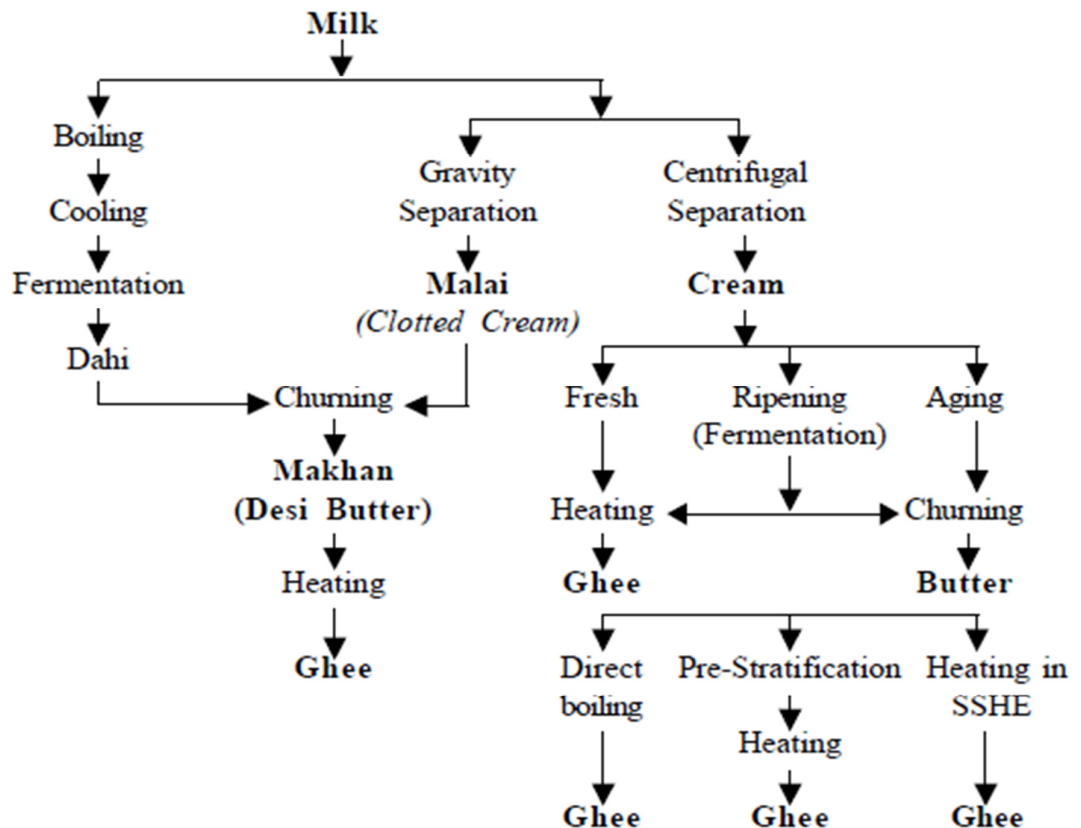 Milk
Boiling
Gravity
Separation
Centrifugal
Separation
Cooling
Fermentation
Malai
(Clotted Cream)
Cream
Dahi
Churning
Fresh
Ripening
(Fermentation)
Aging
Makhan
(Desi Butter)
Heating
Churning
Heating
Ghee
Butter
Ghee
Direct
boiling
Pre-Stratification
Heating in
SSHE
Heating
Ghee
Ghee
Ghee